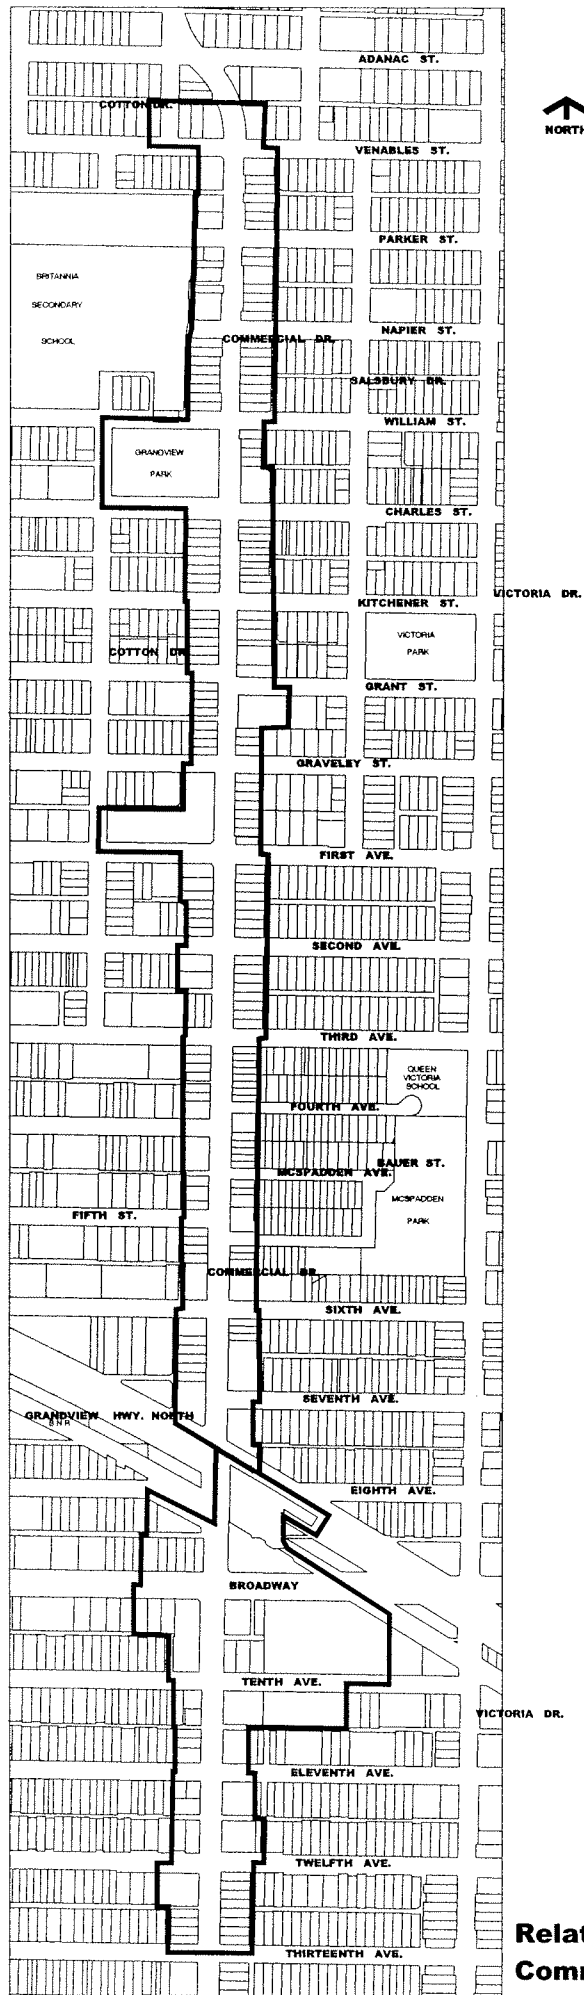 ADANAC ST.
COTTON DR.
NORTH
VENABLES ST.
PARKER ST.
BRITANNIA
SECONDARY
SCHOOL
NAPIER ST.
COMMERCIAL DR.
SALSBURY DR.
WILLIAM ST.
GRANDVIEW
PARK
CHARLES ST.
VICTORIA DR.
KITCHENER ST.
VICTORIA
PARK
COTTON DR
GRANT ST.
GRAVELEY ST.
FIRST AVE.
SECOND AVE.
THIRD AVE.
QUEEN
VICTORIA
SCHOOL
FOURTH AVE.
BAUER ST.
MCSPADDEN AVE.
MCSPADDEN
PARK
FIFTH ST.
COMMERCIAL DR.
SIXTH AVE.
SEVENTH AVE.
GRANDVIEW HWY. NORTH
B N R
EIGHTH AVE.
BROADWAY
TENTH AVE.
VICTORIA DR.
ELEVENTH AVE.
TWELFTH AVE.
Relat
Comm
THIRTEENTH AVE.